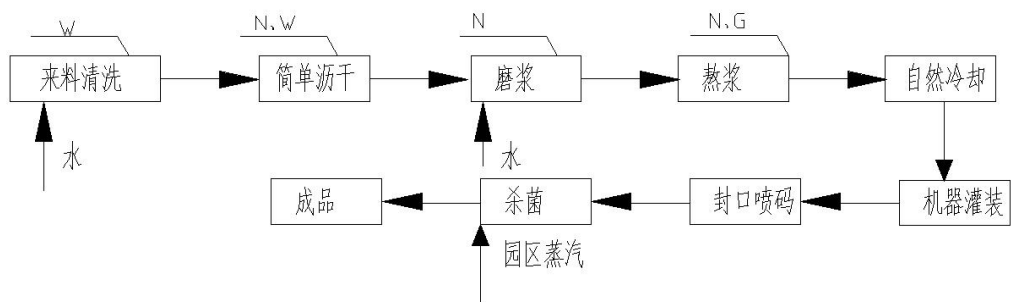 W
N、W
N
N、G
来料清洗
简单沥干
磨浆
熬浆
自然冷却
水
水
成品
杀菌
封口喷码
机器灌装
园区蒸汽